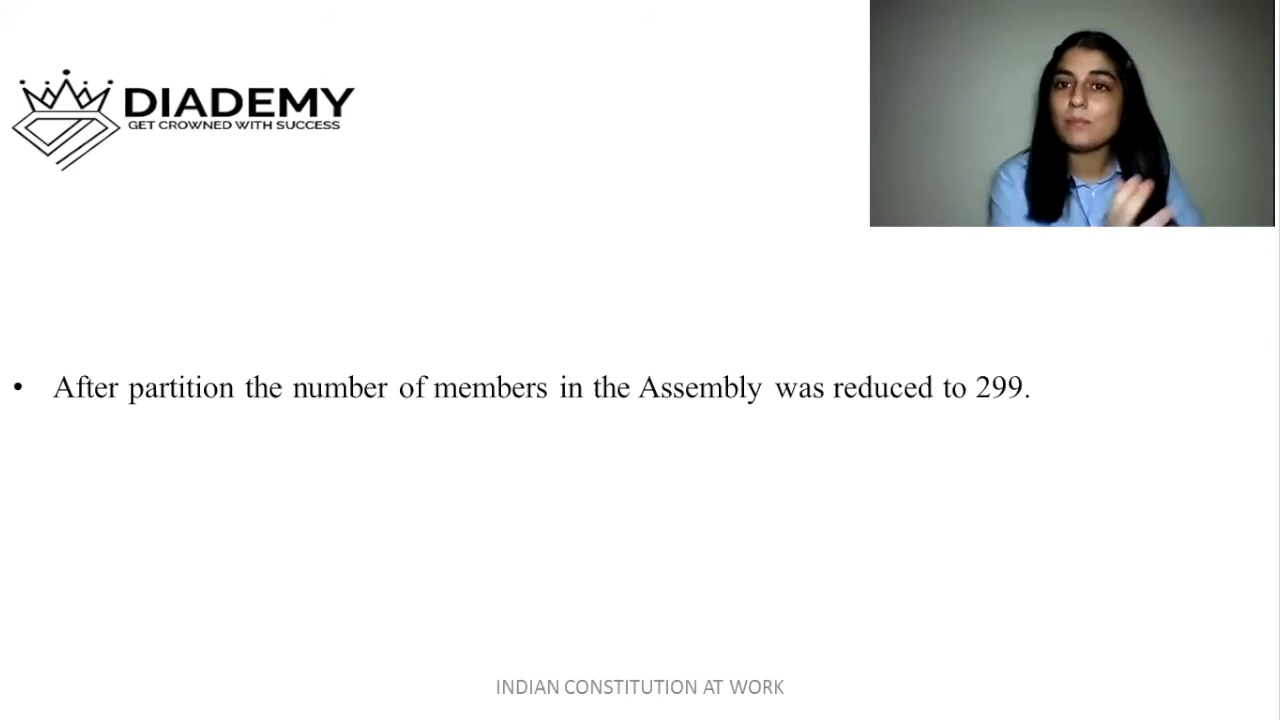 DIADEMY
GET CROWNED WITH SUCCESS
• After partition the number of members in the Assembly was reduced to 299.
INDIAN CONSTITUTION AT WORK